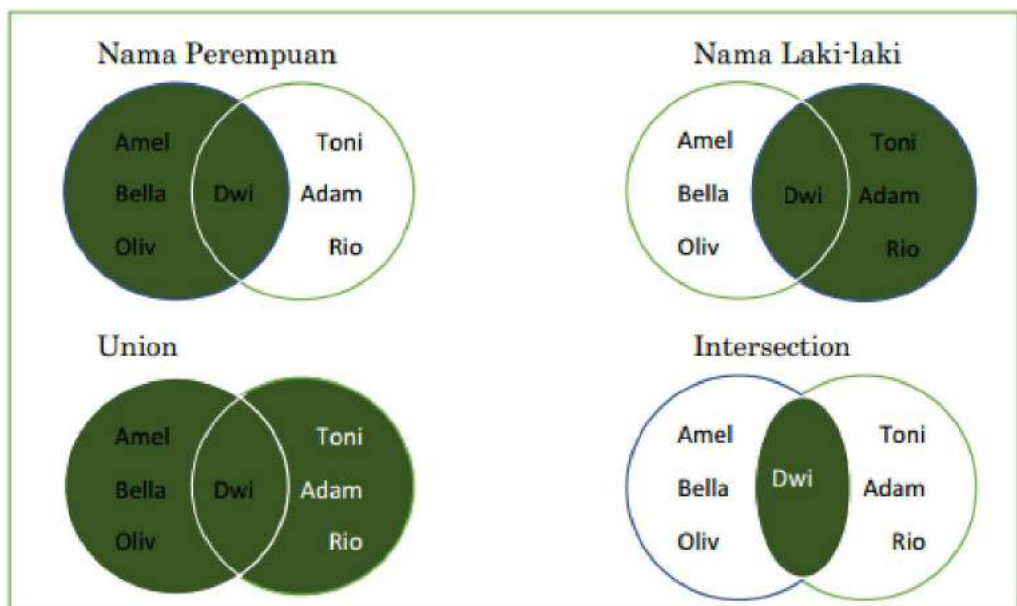 Nama Perempuan
Amel Toni
Bella Dwi Adam
Oliv Rio
Nama Laki-laki
Amel Toni
Bella Dwi Adam
Oliv Rio
Union
Amel Toni
Bella Dwi Adam
Oliv Rio
Intersection
Amel Toni
Dwi
Bella Adam
Oliv Rio